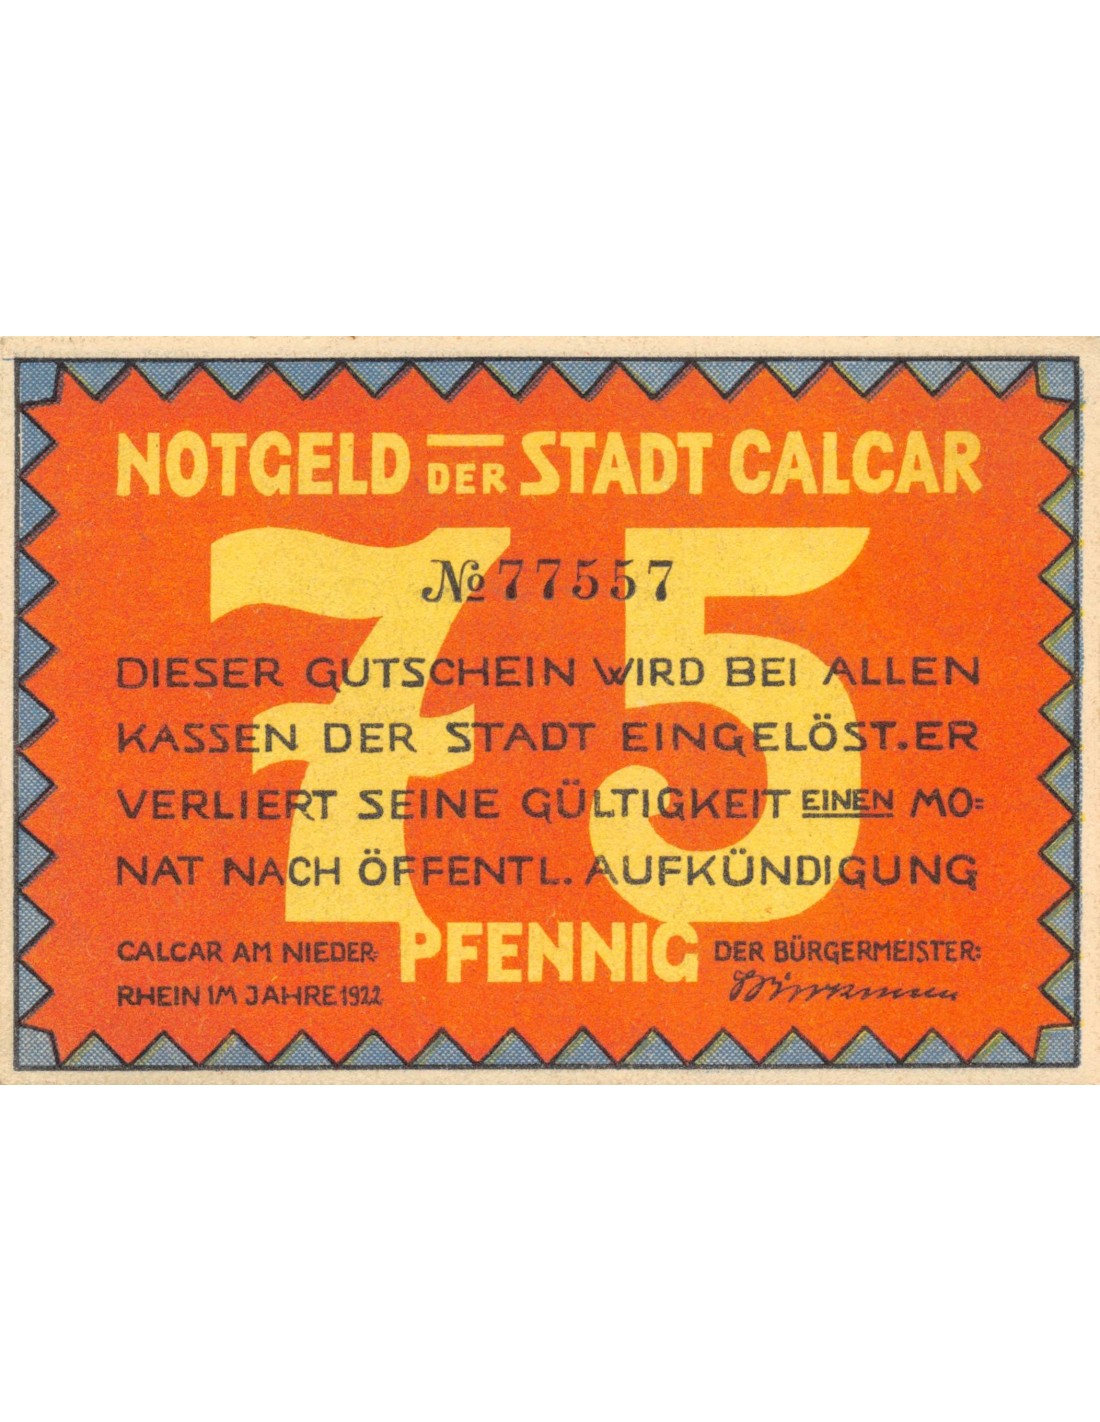 NOTGELD DER STADT CALCAR
75
№ 77557
DIESER GUTSCHEIN WIRD BEI ALLEN
KASSEN DER STADT EINGELÖST. ER
VERLIERT SEINE GÜLTIGKEIT EINEN MO=
NAT NACH ÖFFENTL. AUFKÜNDIGUNG
PFENNIG
CALCAR AM NIEDER=
RHEIN IM JAHRE 1922
DER BÜRGERMEISTER: